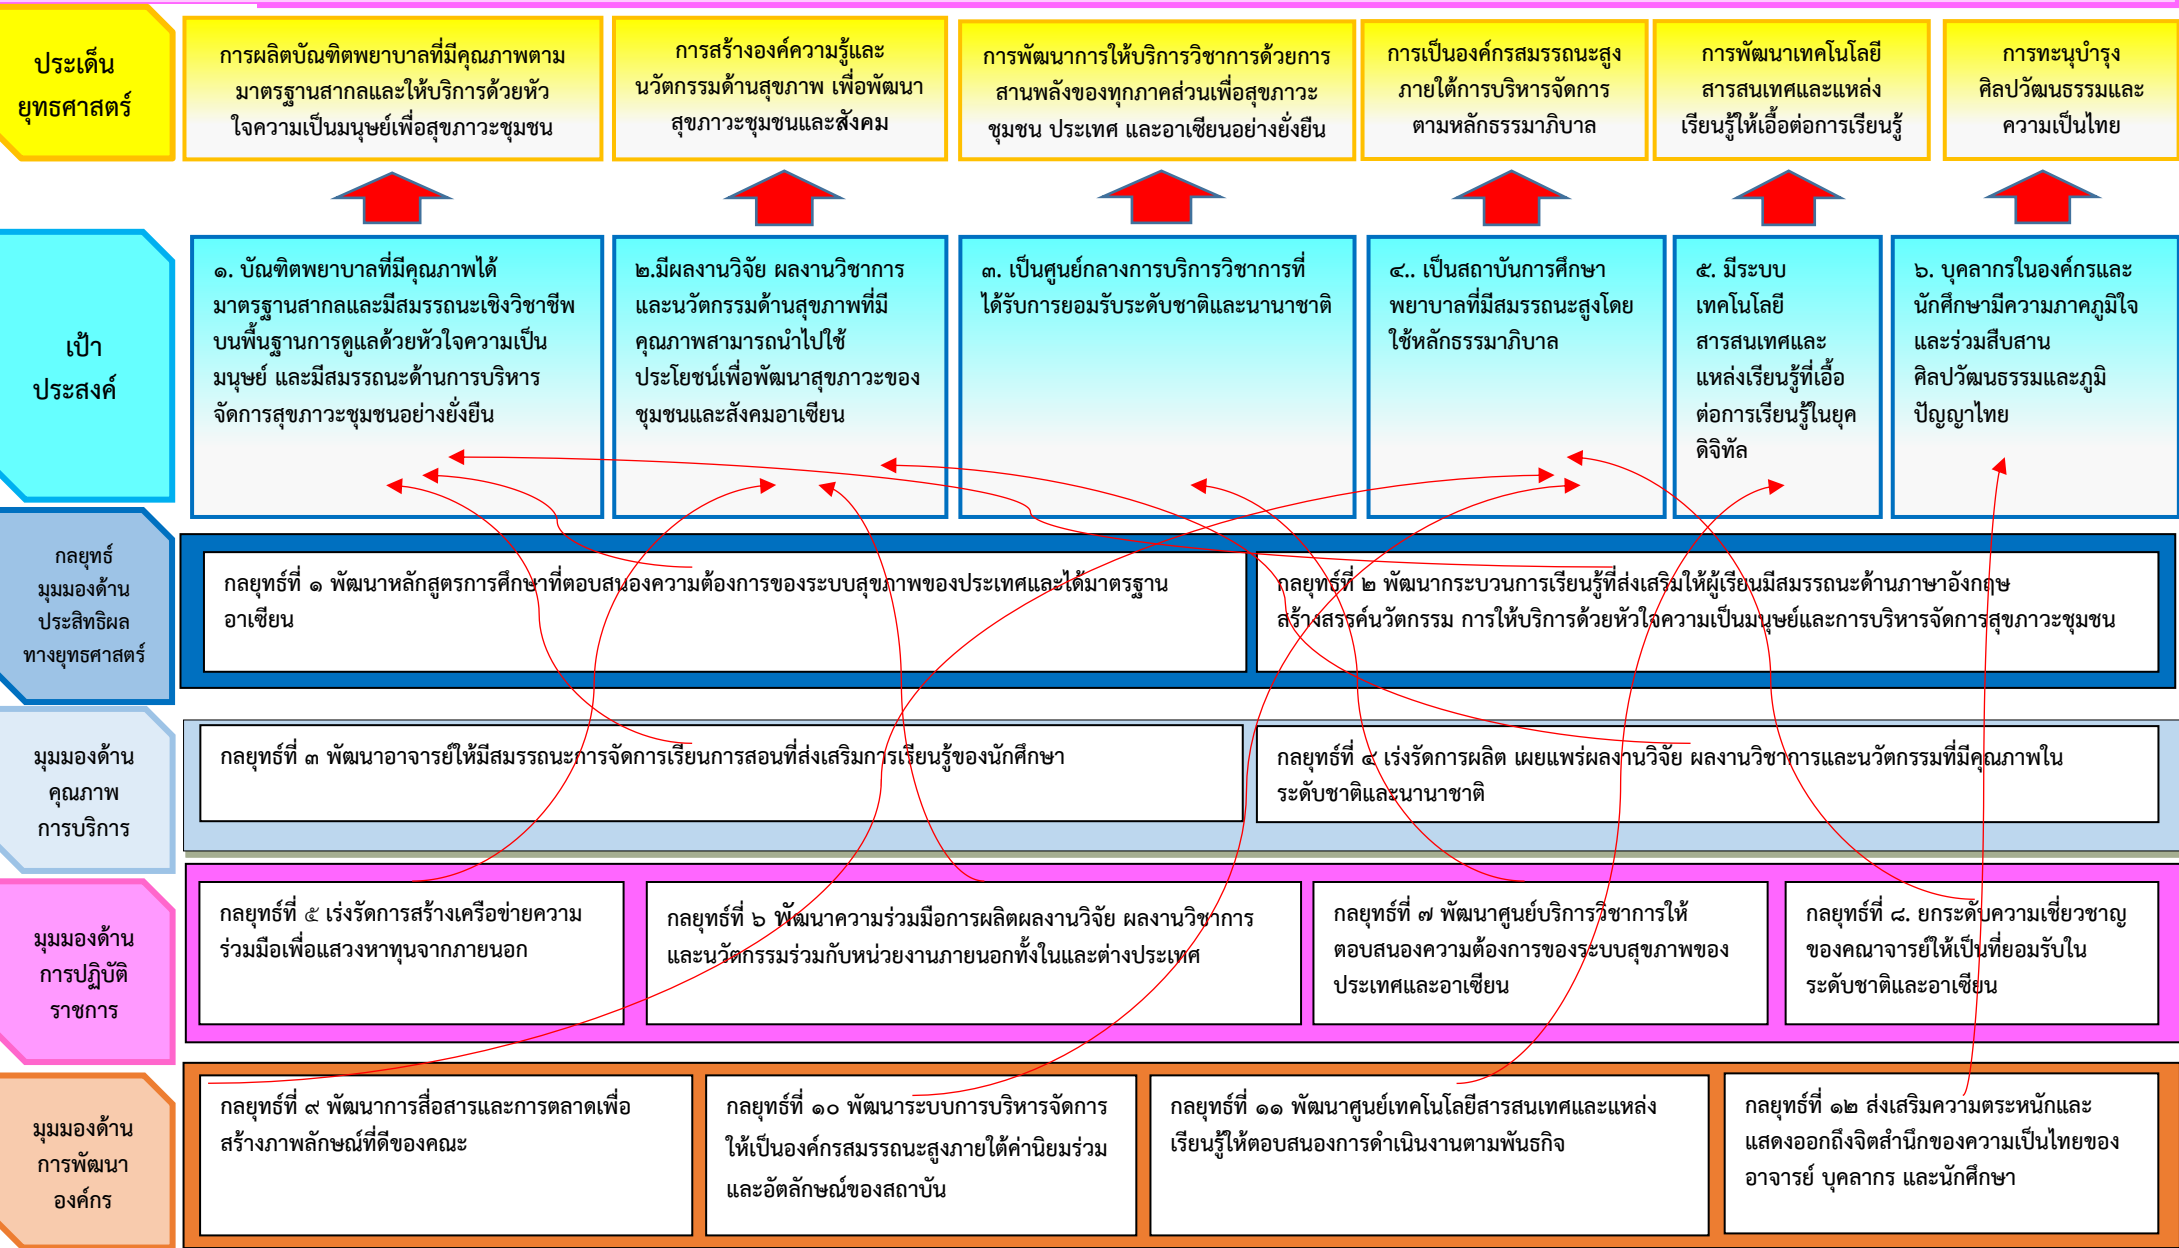 ประเด็น
ยุทธศาสตร์
การผลิตบัณฑิตพยาบาลที่มีคุณภาพตาม
มาตรฐานสากลและให้บริการด้วยหัว
ใจความเป็นมนุษย์เพื่อสุขภาวะชุมชน
การสร้างองค์ความรู้และ
นวัตกรรมด้านสุขภาพ เพื่อพัฒนา
สุขภาวะชุมชนและสังคม
การพัฒนาการให้บริการวิชาการด้วยการ
สานพลังของทุกภาคส่วนเพื่อสุขภาวะ
ชุมชน ประเทศ และอาเซียนอย่างยั่งยืน
การเป็นองค์กรสมรรถนะสูง
ภายใต้การบริหารจัดการ
ตามหลักธรรมาภิบาล
การพัฒนาเทคโนโลยี
สารสนเทศและแหล่ง
เรียนรู้ให้เอื้อต่อการเรียนรู้
การทะนุบำรุง
ศิลปวัฒนธรรมและ
ความเป็นไทย
เป้า
ประสงค์
๑. บัณฑิตพยาบาลที่มีคุณภาพได้
มาตรฐานสากลและมีสมรรถนะเชิงวิชาชีพ
บนพื้นฐานการดูแลด้วยหัวใจความเป็น
มนุษย์ และมีสมรรถนะด้านการบริหาร
จัดการสุขภาวะชุมชนอย่างยั่งยืน
๒.มีผลงานวิจัย ผลงานวิชาการ
และนวัตกรรมด้านสุขภาพที่มี
คุณภาพสามารถนำไปใช้
ประโยชน์เพื่อพัฒนาสุขภาวะของ
ชุมชนและสังคมอาเซียน
๓. เป็นศูนย์กลางการบริการวิชาการที่
ได้รับการยอมรับระดับชาติและนานาชาติ
๔.. เป็นสถาบันการศึกษา
พยาบาลที่มีสมรรถนะสูงโดย
ใช้หลักธรรมาภิบาล
๕. มีระบบ
เทคโนโลยี
สารสนเทศและ
แหล่งเรียนรู้ที่เอื้อ
ต่อการเรียนรู้ในยุค
ดิจิทัล
๖. บุคลากรในองค์กรและ
นักศึกษามีความภาคภูมิใจ
และร่วมสืบสาน
ศิลปวัฒนธรรมและภูมิ
ปัญญาไทย
กลยุทธ์
มุมมองด้าน
ประสิทธิผล
ทางยุทธศาสตร์
กลยุทธ์ที่ ๑ พัฒนาหลักสูตรการศึกษาที่ตอบสนองความต้องการของระบบสุขภาพของประเทศและได้มาตรฐาน
อาเซียน
กลยุทธ์ที่ ๒ พัฒนากระบวนการเรียนรู้ที่ส่งเสริมให้ผู้เรียนมีสมรรถนะด้านภาษาอังกฤษ
สร้างสรรค์นวัตกรรม การให้บริการด้วยหัวใจความเป็นมนุษย์และการบริหารจัดการสุขภาวะชุมชน
มุมมองด้าน
คุณภาพ
การบริการ
กลยุทธ์ที่ ๓ พัฒนาอาจารย์ให้มีสมรรถนะการจัดการเรียนการสอนที่ส่งเสริมการเรียนรู้ของนักศึกษา
กลยุทธ์ที่ ๔ เร่งรัดการผลิต เผยแพร่ผลงานวิจัย ผลงานวิชาการและนวัตกรรมที่มีคุณภาพใน
ระดับชาติและนานาชาติ
มุมมองด้าน
การปฏิบัติ
ราชการ
กลยุทธ์ที่ ๕ เร่งรัดการสร้างเครือข่ายความ
ร่วมมือเพื่อแสวงหาทุนจากภายนอก
กลยุทธ์ที่ ๖ พัฒนาความร่วมมือการผลิตผลงานวิจัย ผลงานวิชาการ
และนวัตกรรมร่วมกับหน่วยงานภายนอกทั้งในและต่างประเทศ
กลยุทธ์ที่ ๗ พัฒนาศูนย์บริการวิชาการให้
ตอบสนองความต้องการของระบบสุขภาพของ
ประเทศและอาเซียน
กลยุทธ์ที่ ๘. ยกระดับความเชี่ยวชาญ
ของคณาจารย์ให้เป็นที่ยอมรับใน
ระดับชาติและอาเซียน
มุมมองด้าน
การพัฒนา
องค์กร
กลยุทธ์ที่ ๙ พัฒนาการสื่อสารและการตลาดเพื่อ
สร้างภาพลักษณ์ที่ดีของคณะ
กลยุทธ์ที่ ๑๐ พัฒนาระบบการบริหารจัดการ
ให้เป็นองค์กรสมรรถนะสูงภายใต้ค่านิยมร่วม
และอัตลักษณ์ของสถาบัน
กลยุทธ์ที่ ๑๑ พัฒนาศูนย์เทคโนโลยีสารสนเทศและแหล่ง
เรียนรู้ให้ตอบสนองการดำเนินงานตามพันธกิจ
กลยุทธ์ที่ ๑๒ ส่งเสริมความตระหนักและ
แสดงออกถึงจิตสำนึกของความเป็นไทยของ
อาจารย์ บุคลากร และนักศึกษา